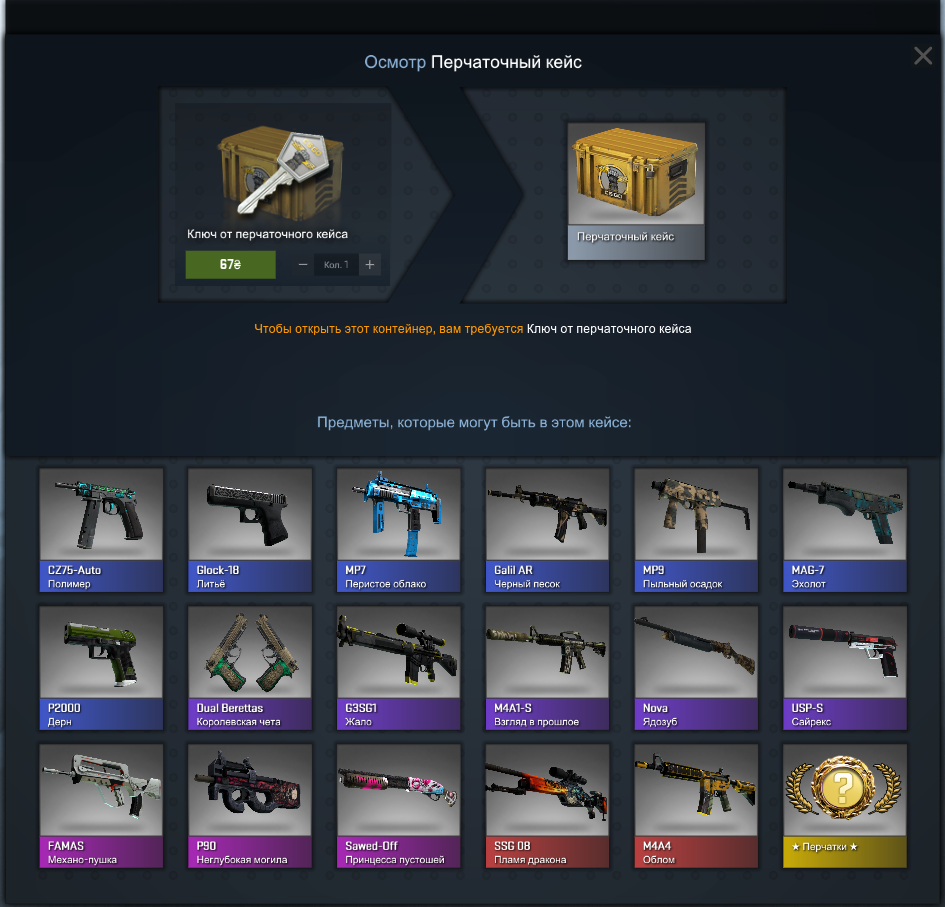 Осмотр Перчаточный кейс
Ключ от перчаточного кейса
67₴
Кол. 1
Перчаточный кейс
Чтобы открыть этот контейнер, вам требуется Ключ от перчаточного кейса
Предметы, которые могут быть в этом кейсе:
CZ75-Auto
Полимер
Glock-18
Литьё
MP7
Перистое облако
Galil AR
Черный песок
MP9
Пыльный осадок
MAG-7
Эхолот
P2000
Дерн
Dual Berettas
Королевская чета
G3SG1
Жало
M4A1-S
Взгляд в прошлое
Nova
Ядозуб
USP-S
Сайрекс
FAMAS
Механо-пушка
P90
Неглубокая могила
Sawed-Off
Принцесса пустошей
SSG 08
Пламя дракона
M4A4
Облом
★ Перчатки ★